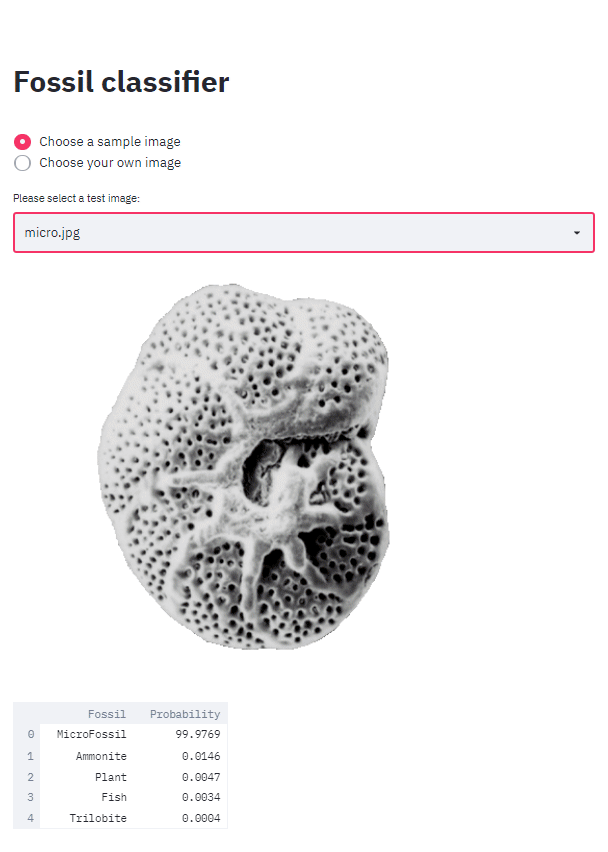 Fossil classifier
Choose a sample image
Choose your own image
Please select a test image:
micro.jpg
Fossil Probability
0 MicroFossil 99.9769
1 Ammonite 0.0146
2 Plant 0.0047
3 Fish 0.0034
4 Trilobite 0.0004